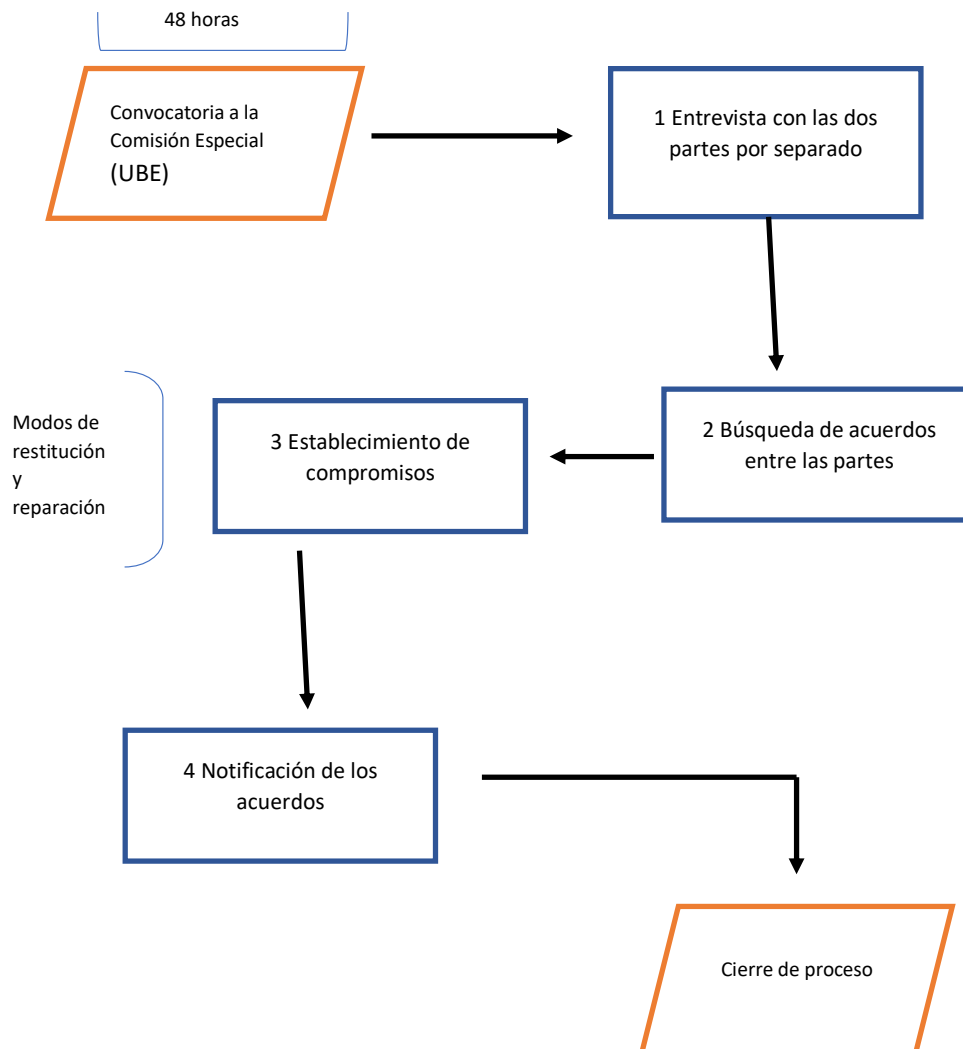 48 horas
Convocatoria a la
Comisión Especial
(UBE)
1 Entrevista con las dos
partes por separado
2 Búsqueda de acuerdos
entre las partes
3 Establecimiento de
compromisos
Modos de
restitución
y
reparación
4 Notificación de los
acuerdos
Cierre de proceso